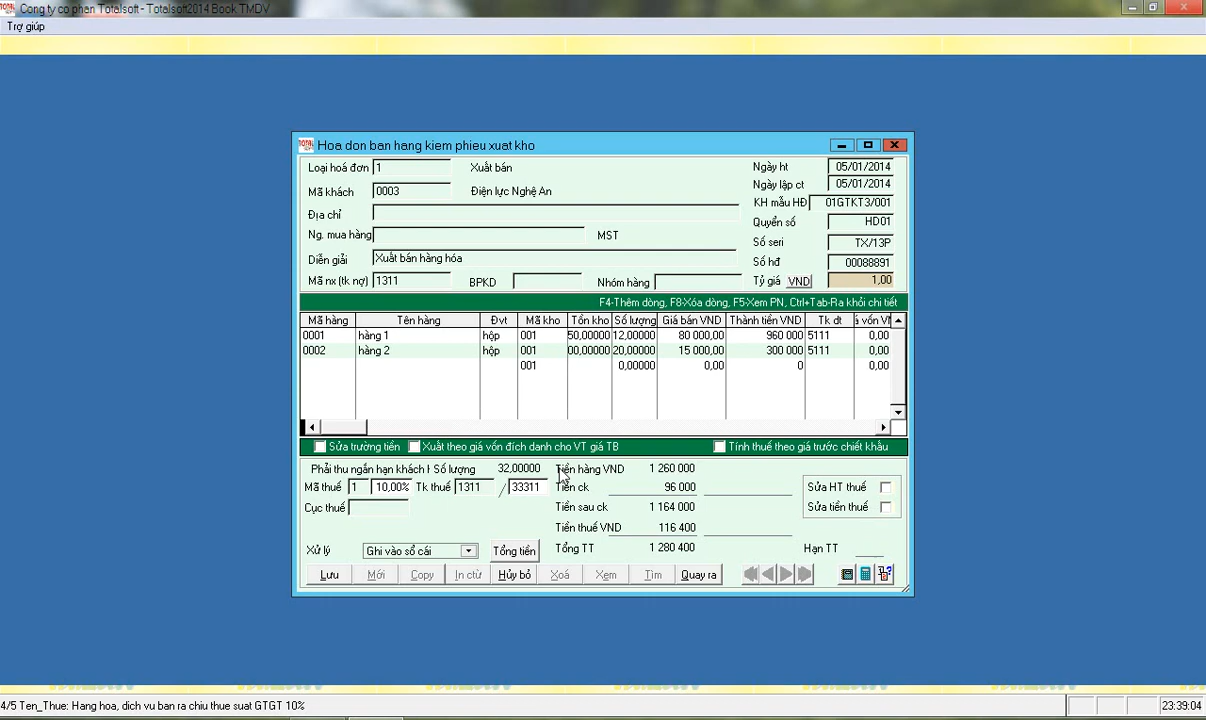 Cong ty co phan Totalsoft - Totalsoft2014 Book TMDV
Trợ giúp
Hoa don ban hang kiem phieu xuat kho
Loại hoá đơn 1 Xuất bán
Ngày ht 05/01/2014
Mã khách 0003 Điện lực Nghệ An
Ngày lập ct 05/01/2014
Địa chỉ
KH mẫu HĐ 01GTKT3/001
Ng. mua hàng MST
Quyển số HD01
Số seri TX/13P
Diễn giải Xuất bán hàng hóa
Số hđ 00088891
Mã nx (tk nợ) 1311 BPKD Nhóm hàng
Tỷ giá VND 1,00
F4-Thêm dòng, F8-Xóa dòng, F5-Xem PN, Ctrl+Tab-Ra khỏi chi tiết
Mã hàng Tên hàng Đvt Mã kho Tồn kho Số lượng Giá bán VND Thành tiền VND Tk dt
0001 hàng 1 hộp 001 50,00000 12,00000 80 000,00 960 000 5111 0,00
0002 hàng 2 hộp 001 00,00000 20,00000 15 000,00 300 000 5111 0,00
001 0,00000 0,00 0 0,00
Sửa trường tiền Xuất theo giá vốn đích danh cho VT giá TB Tính thuế theo giá trước chiết khấu
Phải thu ngắn hạn khách h Số lượng 32,00000 Tiền hàng VND 1 260 000
Mã thuế 1 10,00% Tk thuế 1311 / 33311 Tiền ck 96 000 Sửa HT thuế
Cục thuế Tiền sau ck 1 164 000 Sửa tiền thuế
Tiền thuế VND 116 400
Xử lý Ghi vào sổ cái Tổng tiền Tổng TT 1 280 400 Hạn TT
Lưu Mới Copy In ctừ Hủy bỏ Xoá Xem Tìm Quay ra
4/5 Ten_Thue: Hang hoa, dich vu ban ra chiu thue suat GTGT 10% 23:39:04